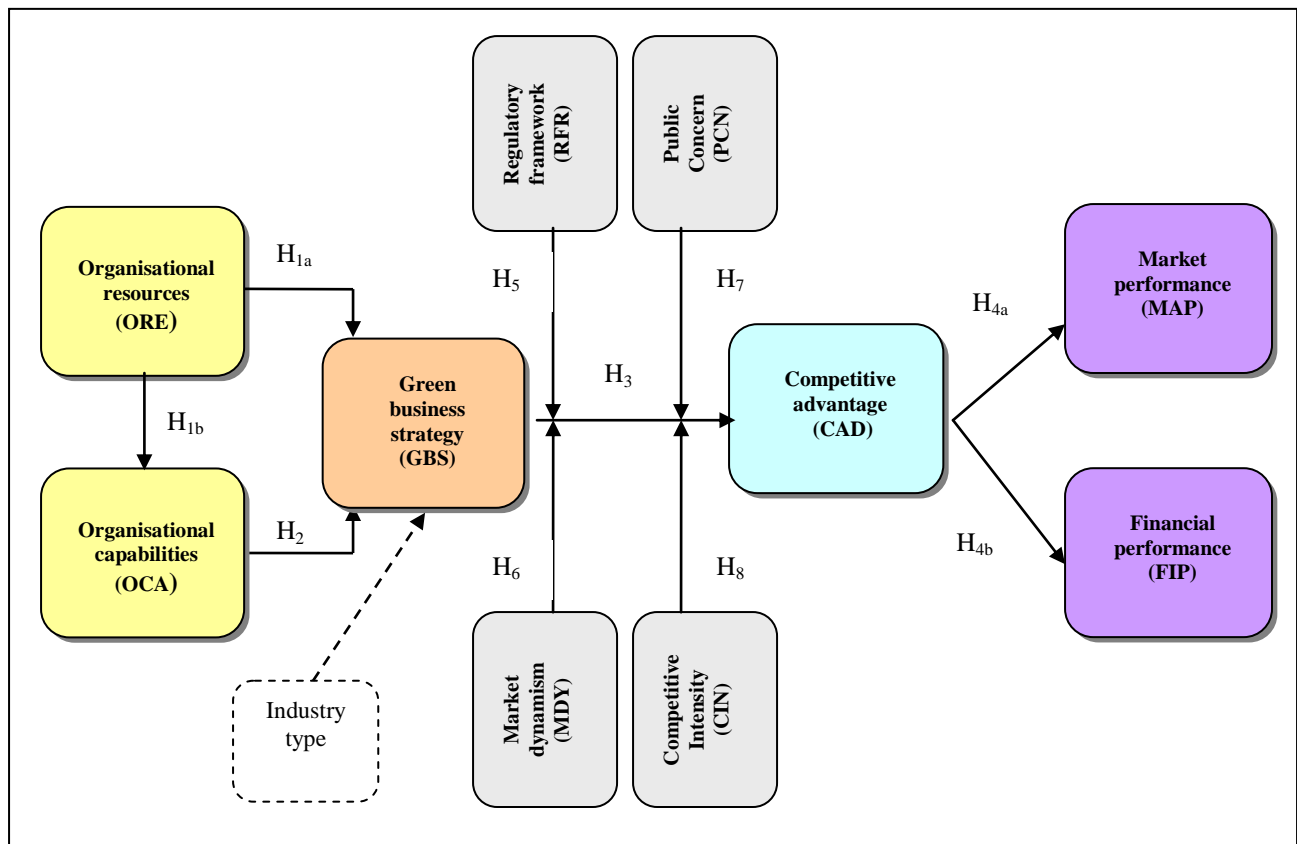 Regulatory
framework
(RFR)
Public
Concern
(PCN)
Organisational
resources
(ORE)
H1a
H5
H7
Market
performance
(MAP)
H4a
Green
business
strategy
(GBS)
H3
Competitive
advantage
(CAD)
H1b
Organisational
capabilities
(OCA)
H2
H6
H8
Financial
performance
(FIP)
H4b
Industry
type
Market
dynamism
(MDY)
Competitive
Intensity
(CIN)